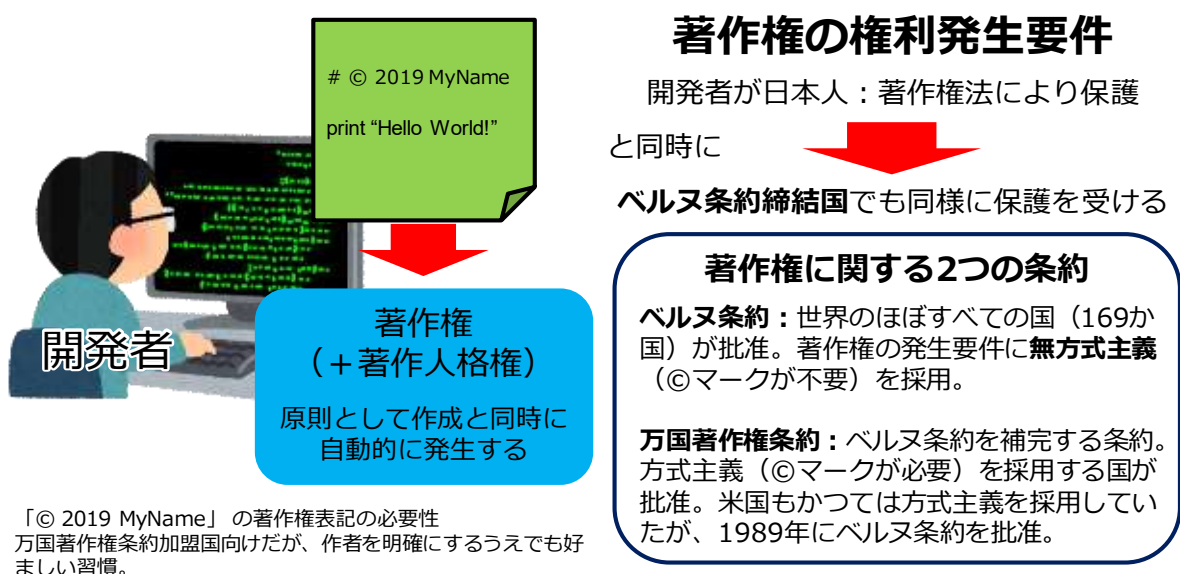 # © 2019 MyName
print “Hello World!”
開発者
著作権
（＋著作人格権）
原則として作成と同時に
自動的に発生する
「© 2019 MyName」 の著作権表記の必要性
万国著作権条約加盟国向けだが、作者を明確にするうえでも好
ましい習慣。
著作権の権利発生要件
開発者が日本人：著作権法により保護
と同時に
ベルヌ条約締結国でも同様に保護を受ける
著作権に関する2つの条約
ベルヌ条約：世界のほぼすべての国（169か
国）が批准。著作権の発生要件に無方式主義
（©マークが不要）を採用。
万国著作権条約：ベルヌ条約を補完する条約。
方式主義（©マークが必要）を採用する国が
批准。米国もかつては方式主義を採用してい
たが、1989年にベルヌ条約を批准。